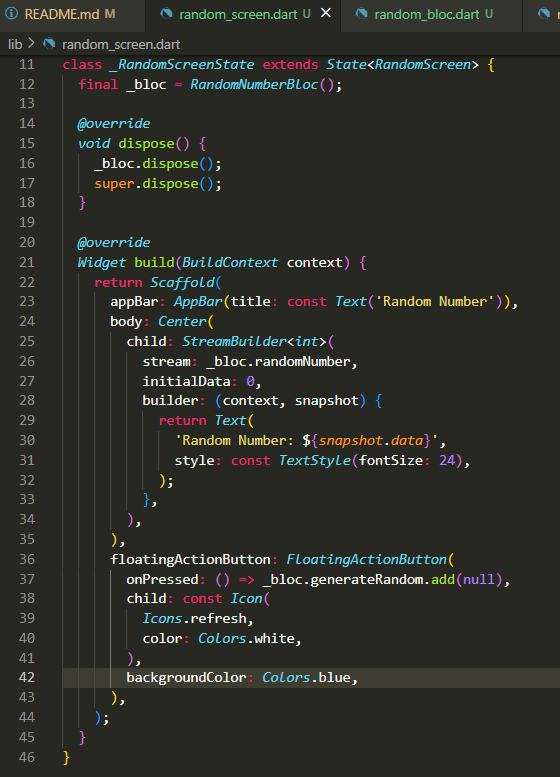 README.md M random_screen.dart U random_bloc.dart U
lib > random_screen.dart
11 class _RandomScreenState extends State<RandomScreen> {
12   final _bloc = RandomNumberBloc();
13
14   @override
15   void dispose() {
16     _bloc.dispose();
17     super.dispose();
18   }
19
20   @override
21   Widget build(BuildContext context) {
22     return Scaffold(
23       appBar: AppBar(title: const Text('Random Number')),
24       body: Center(
25         child: StreamBuilder<int>(
26           stream: _bloc.randomNumber,
27           initialData: 0,
28           builder: (context, snapshot) {
29             return Text(
30               'Random Number: ${snapshot.data}',
31               style: const TextStyle(fontSize: 24),
32             );
33           },
34         ),
35       ),
36       floatingActionButton: FloatingActionButton(
37         onPressed: () => _bloc.generateRandom.add(null),
38         child: const Icon(
39           Icons.refresh,
40           color: Colors.white,
41         ),
42         backgroundColor: Colors.blue,
43       ),
44     );
45   }
46 }